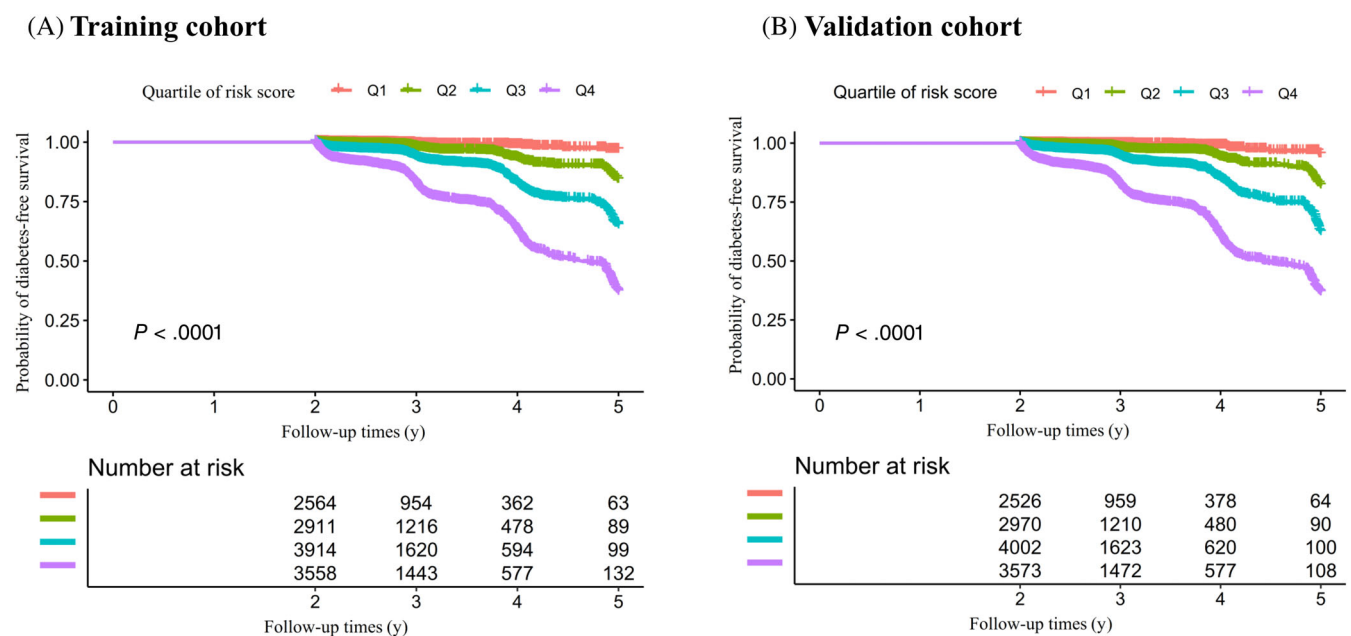 (A) Training cohort
Quartile of risk score Q1 Q2 Q3 Q4
Probability of diabetes-free survival
1.00
0.75
0.50
0.25
0.00
P < .0001
0 1 2 3 4 5
Follow-up times (y)
Number at risk
2564 954 362 63
2911 1216 478 89
3914 1620 594 99
3558 1443 577 132
2 3 4 5
Follow-up times (y)
(B) Validation cohort
Quartile of risk score Q1 Q2 Q3 Q4
Probability of diabetes-free survival
1.00
0.75
0.50
0.25
0.00
P < .0001
0 1 2 3 4 5
Follow-up times (y)
Number at risk
2526 959 378 64
2970 1210 480 90
4002 1623 620 100
3573 1472 577 108
2 3 4 5
Follow-up times (y)